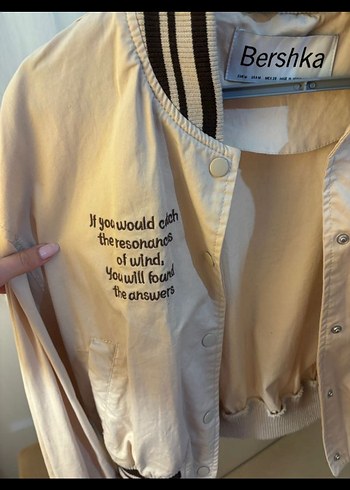 Bershka
If you would catch
the resonances
of wind,
You will found
the answers